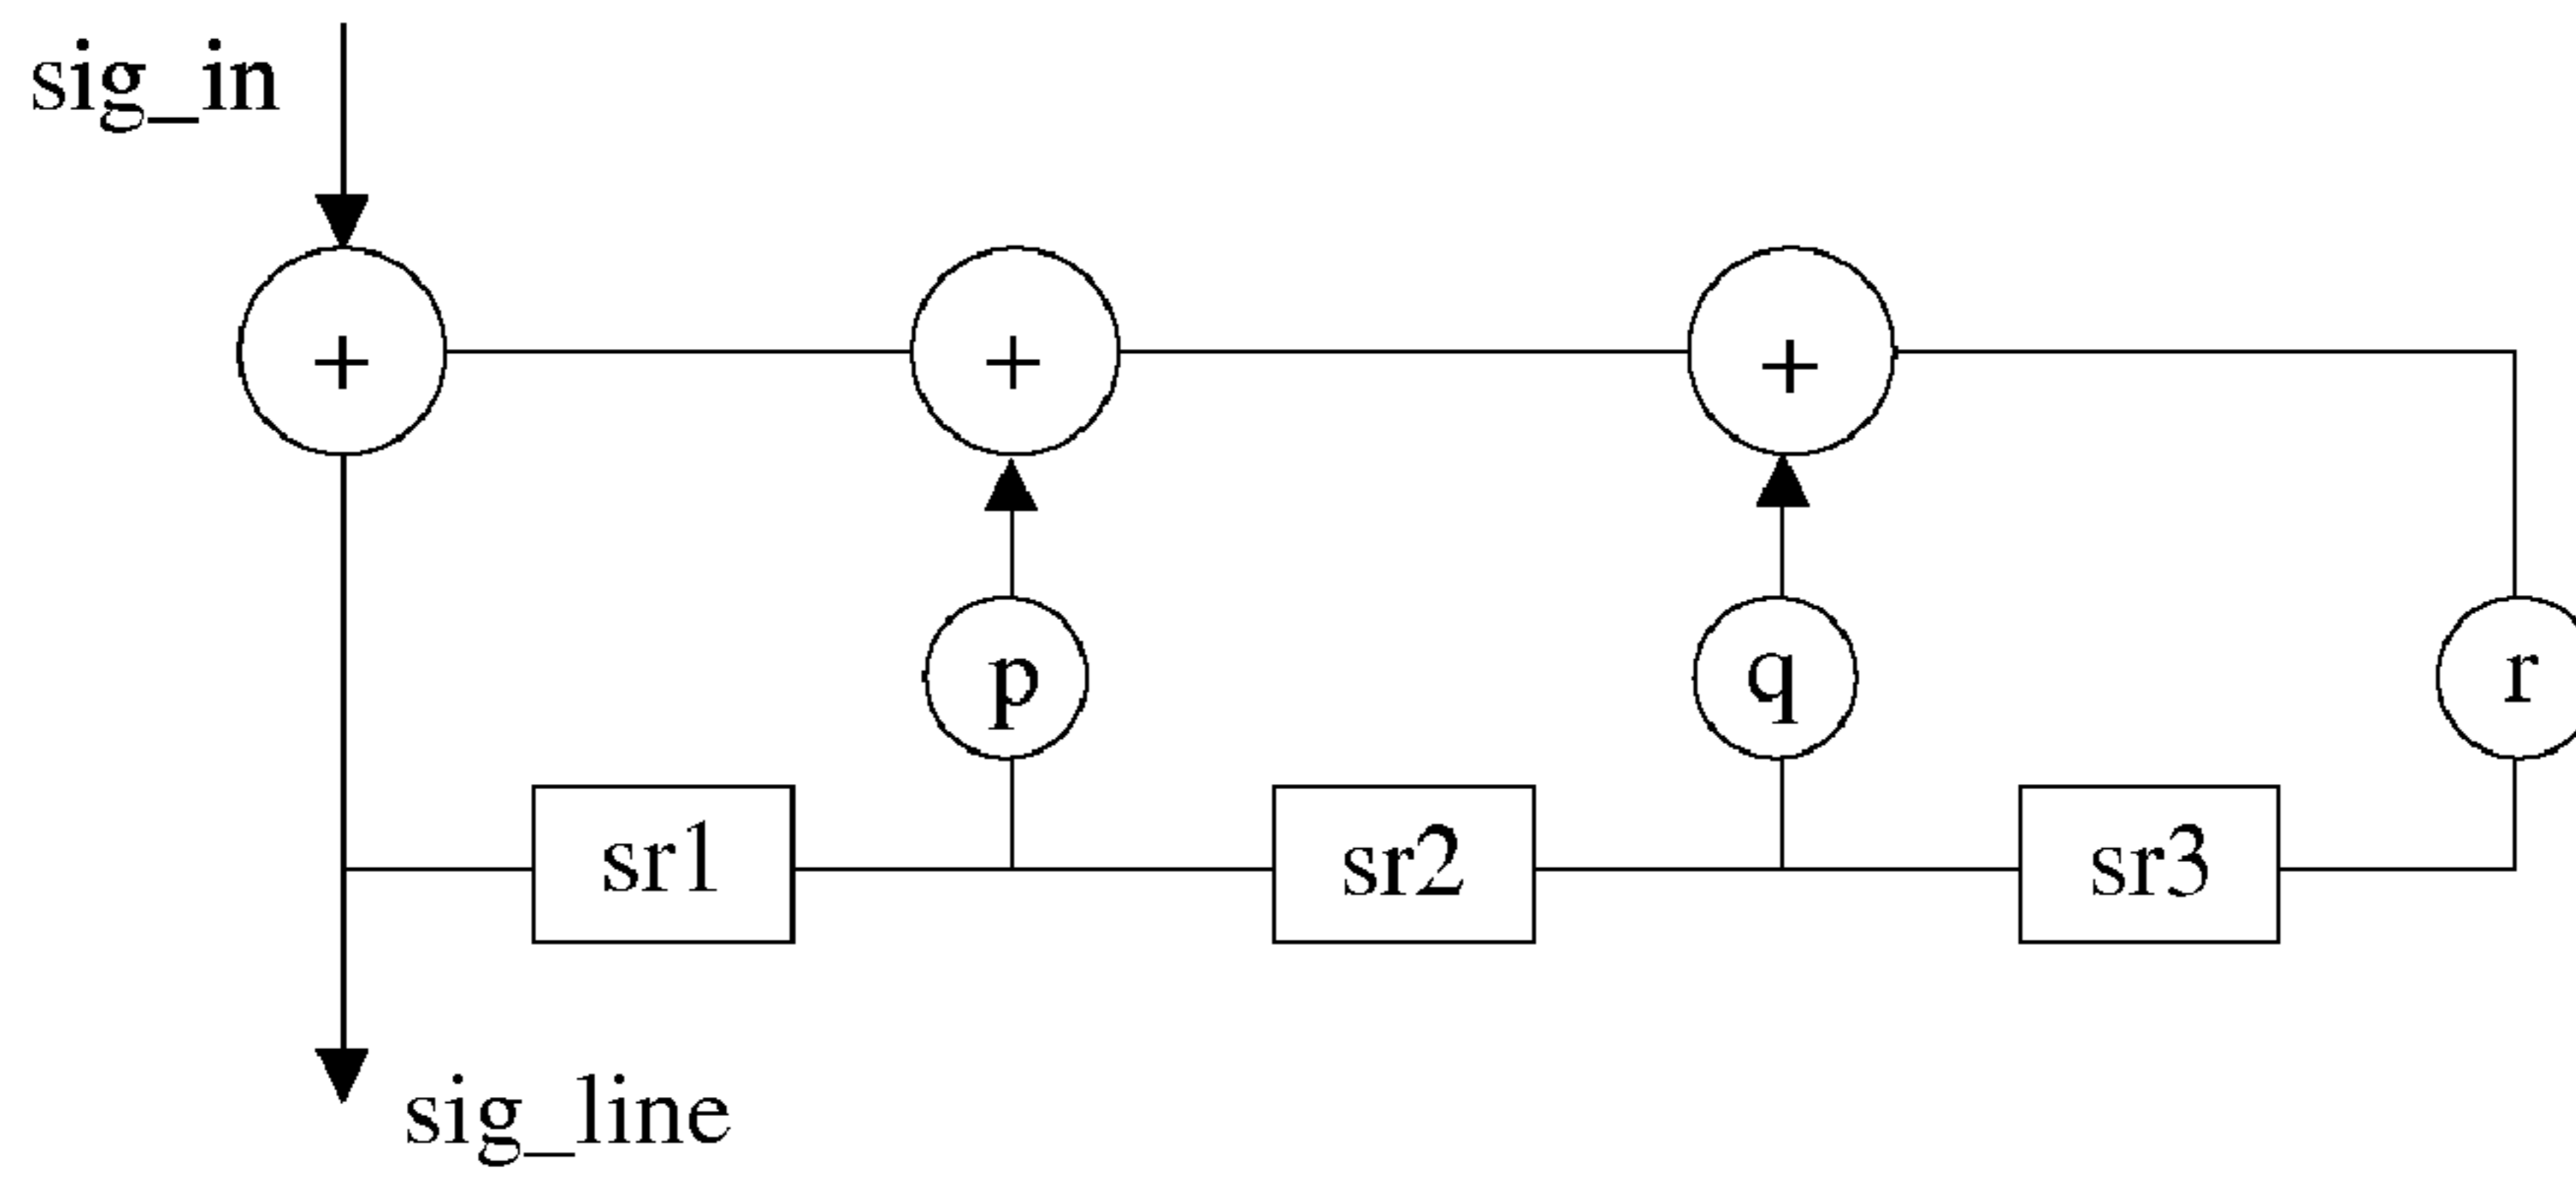 sig_in
+ + +
p q r
sr1 sr2 sr3
sig_line